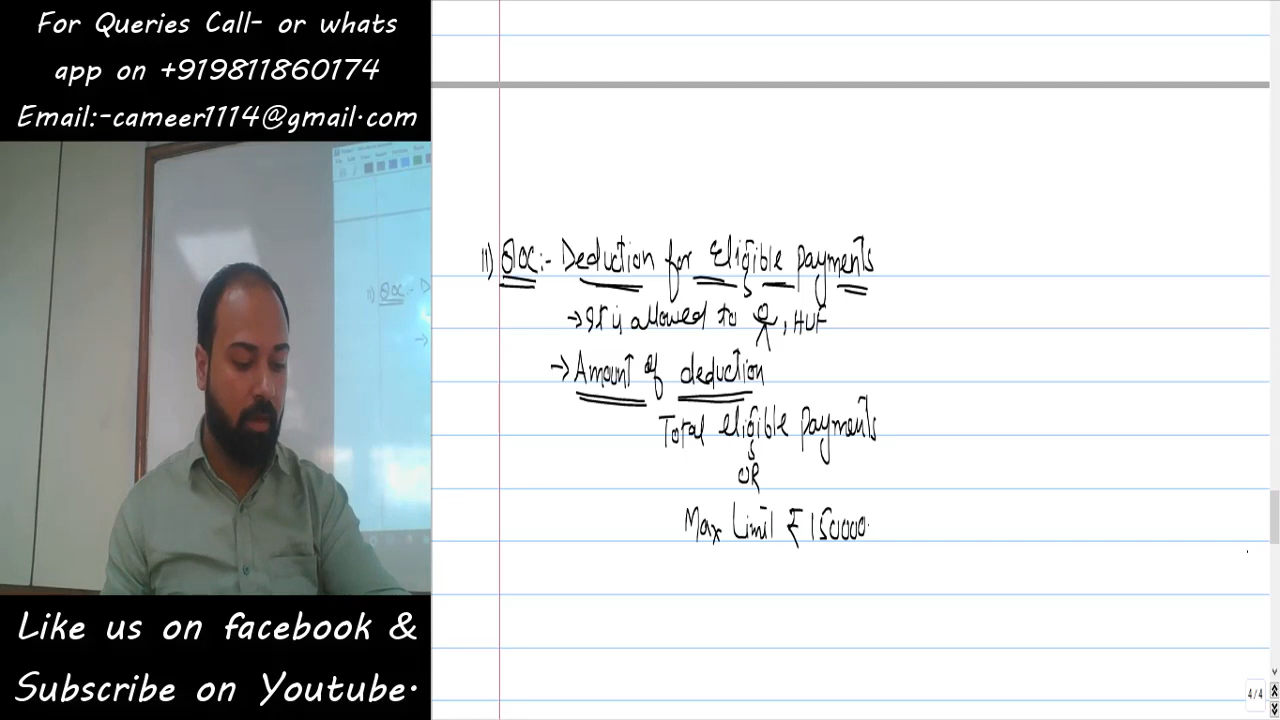 For Queries Call- or whats
app on +919811860174
Email:-cameer1114@gmail.com
11) 80C:- Deduction for Eligible payments
→ It is allowed to , HUF
→ Amount of deduction
Total eligible payments
OR
Max Limit ₹ 150000
Like us on facebook &
Subscribe on Youtube.
4/4